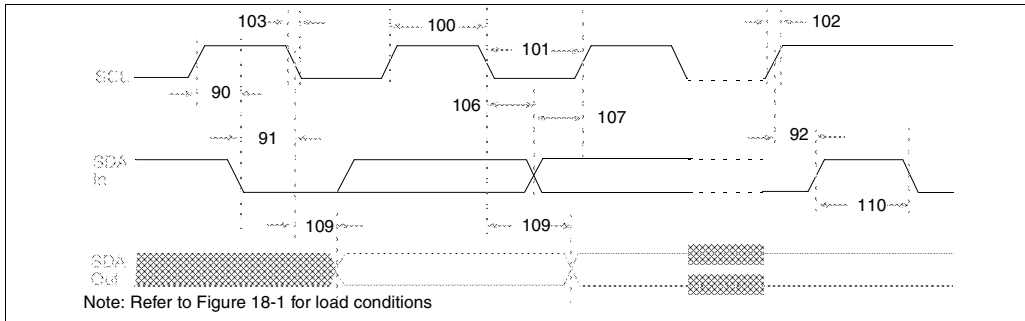 103 100 101 102
SCL
90 106 107
91 92
SDA
In
110
109 109
SDA
Out
Note: Refer to Figure 18-1 for load conditions